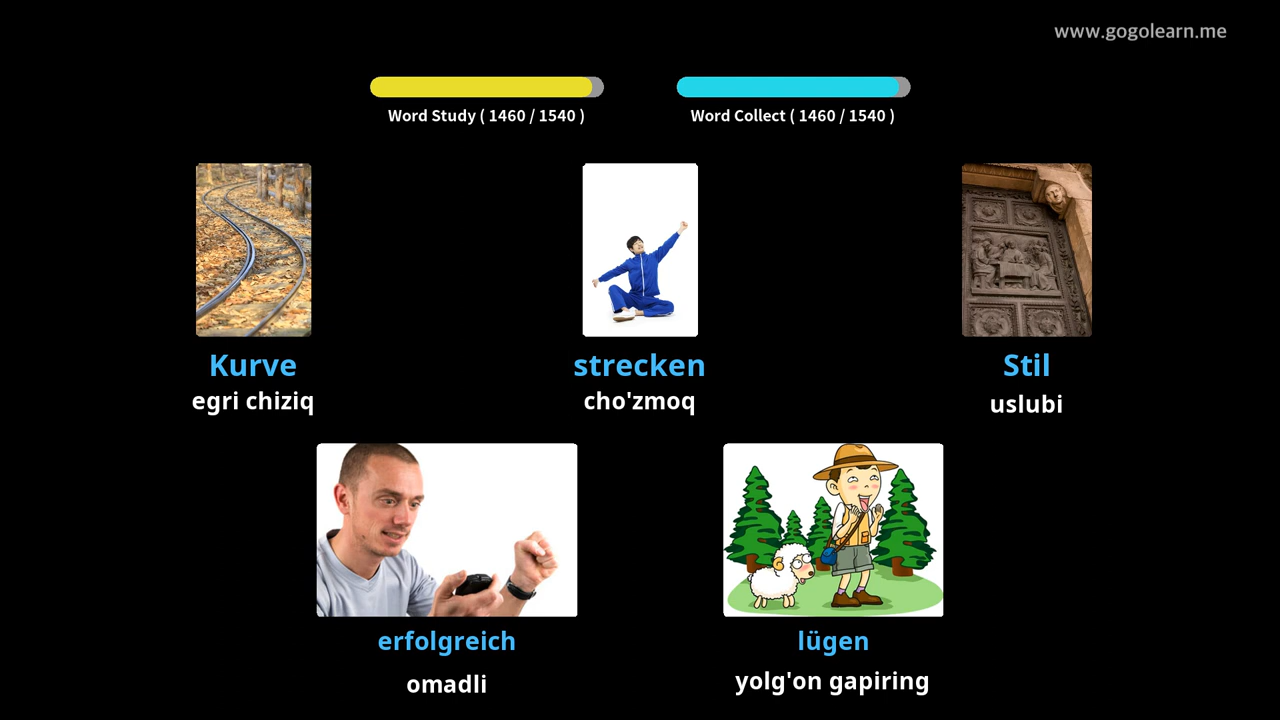 www.gogolearn.me
Word Study ( 1460 / 1540 )
Word Collect ( 1460 / 1540 )
Kurve
egri chiziq
strecken
cho'zmoq
Stil
uslubi
erfolgreich
omadli
lügen
yolg'on gapiring